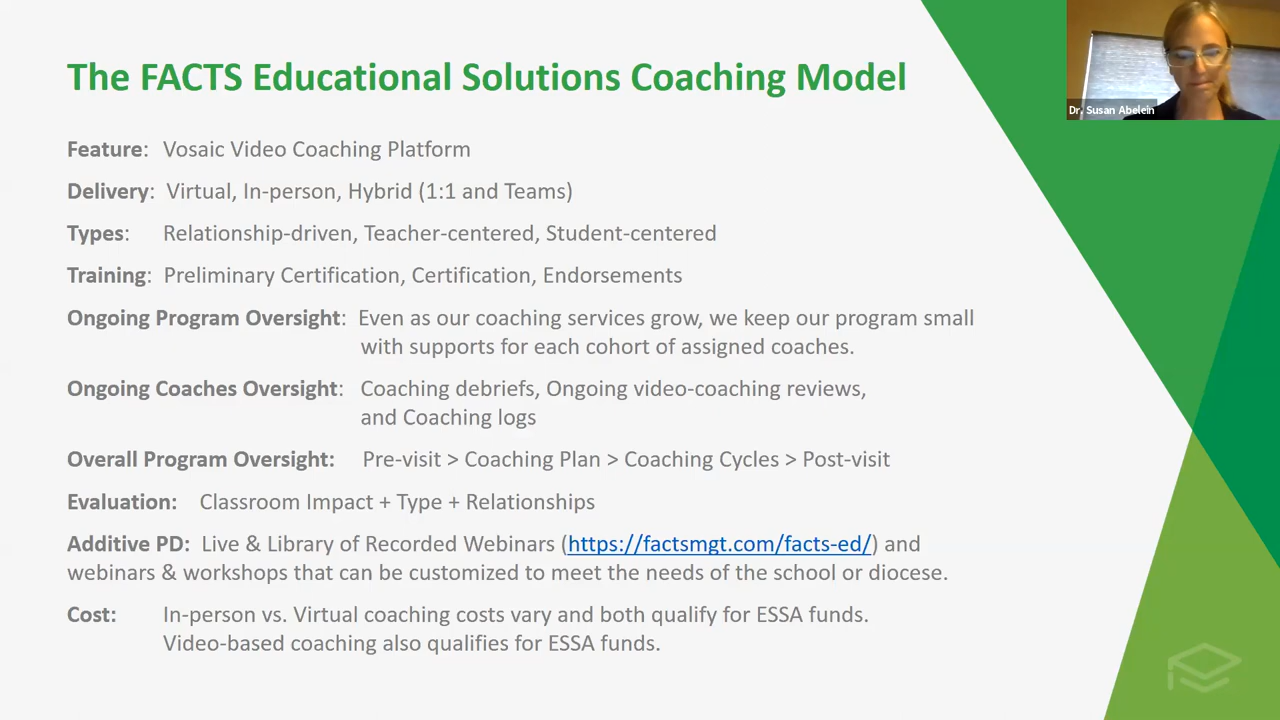 The FACTS Educational Solutions Coaching Model
Dr. Susan Abelein
Feature: Vosaic Video Coaching Platform
Delivery: Virtual, In-person, Hybrid (1:1 and Teams)
Types: Relationship-driven, Teacher-centered, Student-centered
Training: Preliminary Certification, Certification, Endorsements
Ongoing Program Oversight: Even as our coaching services grow, we keep our program small
with supports for each cohort of assigned coaches.
Ongoing Coaches Oversight: Coaching debriefs, Ongoing video-coaching reviews,
and Coaching logs
Overall Program Oversight: Pre-visit > Coaching Plan > Coaching Cycles > Post-visit
Evaluation: Classroom Impact + Type + Relationships
Additive PD: Live & Library of Recorded Webinars (https://factsmgt.com/facts-ed/) and
webinars & workshops that can be customized to meet the needs of the school or diocese.
Cost: In-person vs. Virtual coaching costs vary and both qualify for ESSA funds.
Video-based coaching also qualifies for ESSA funds.